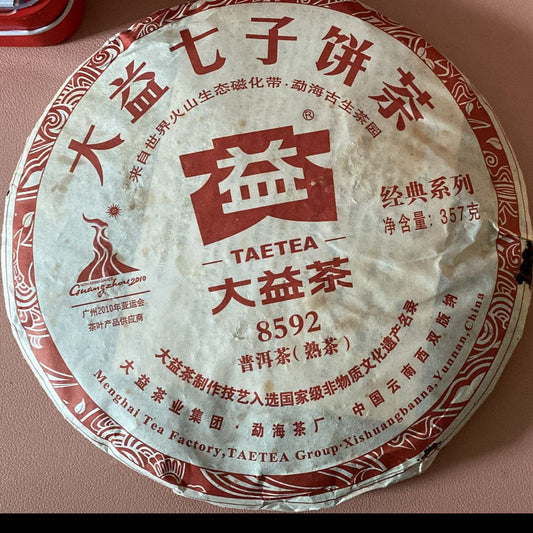 大益七子饼茶
来自世界火山生态磁化带·勐海古生茶园
®
益
经典系列
净含量: 357克
— TAETEA —
大益茶
Guangzhou2010
广州2010年亚运会
茶叶产品供应商
8592
普洱茶(熟茶)
大益茶制作技艺入选国家级非物质文化遗产名录
大益茶业集团·勐海茶厂·中国云南西双版纳
Menghai Tea Factory,TAETEA Group·Xishuangbanna,Yunnan,China